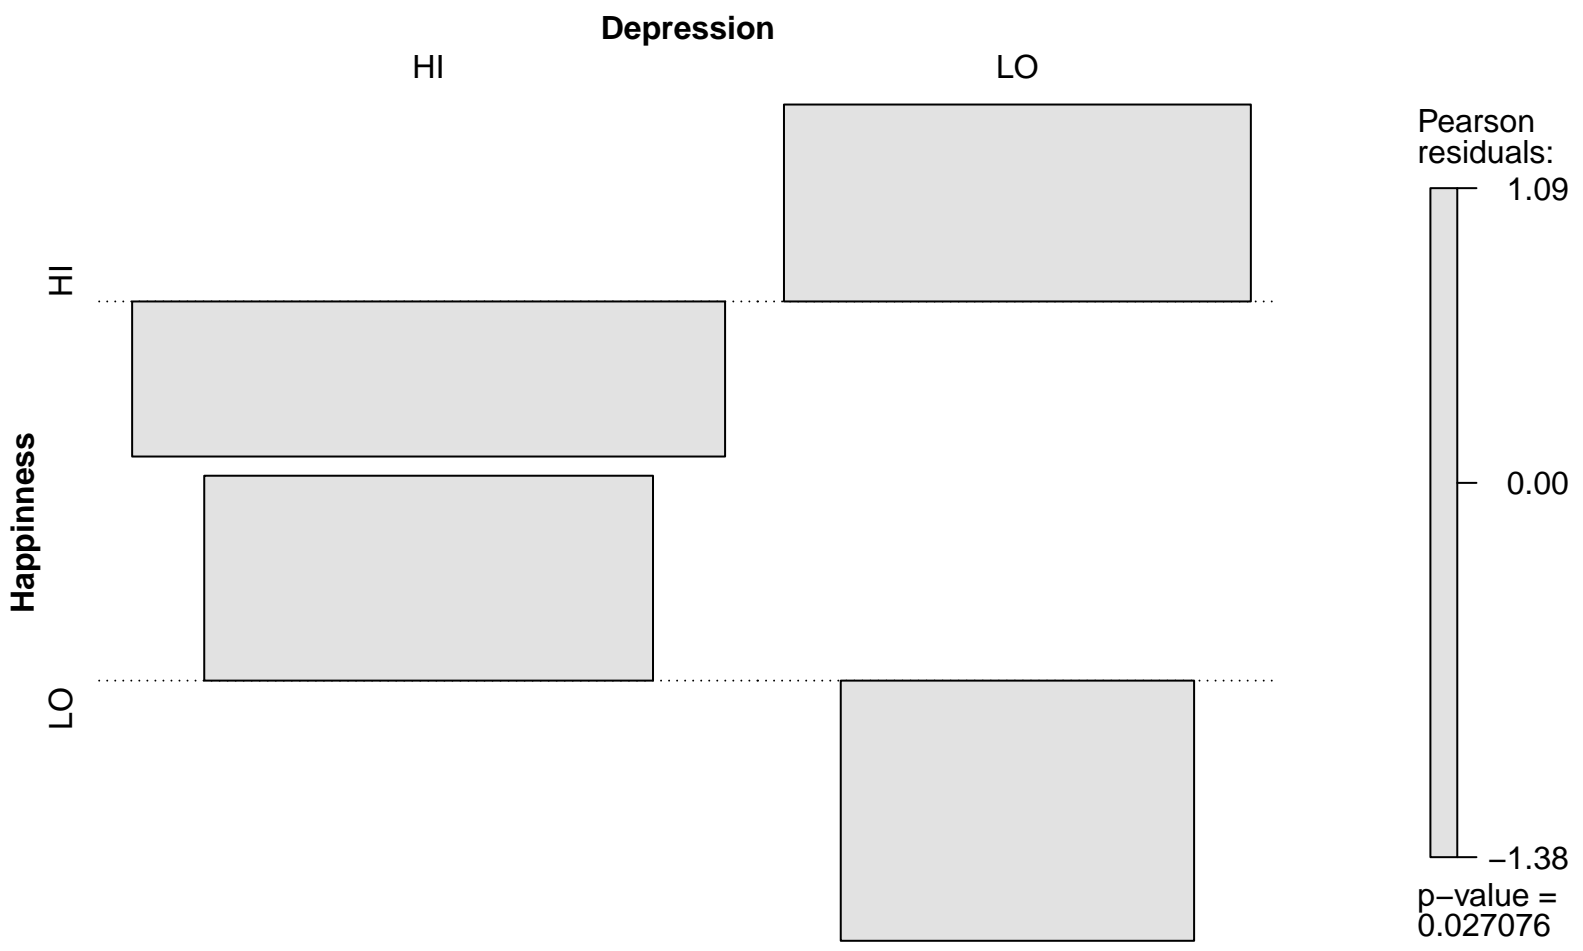 Depression
HI
LO
Pearson
residuals:
1.09
HI
0.00
Happinness
LO
−1.38
p−value =
0.027076